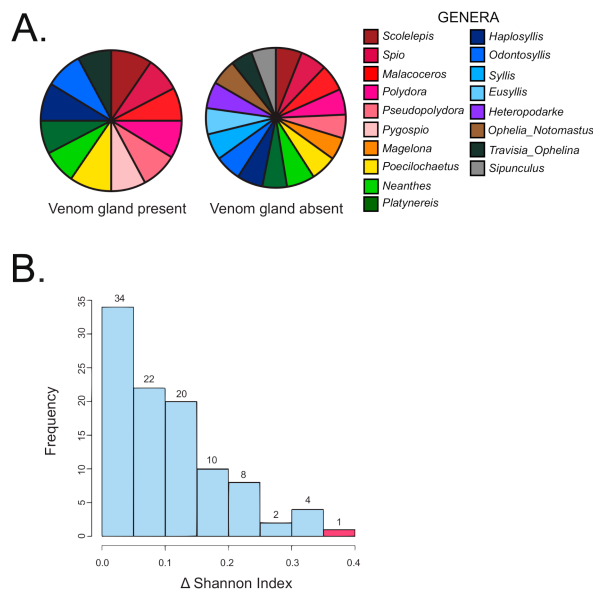 A.
GENERA
Scolelepis
Spio
Malacoceros
Polydora
Pseudopolydora
Pygospio
Magelona
Poecilochaetus
Neanthes
Platynereis
Haplosyllis
Odontosyllis
Syllis
Eusyllis
Heteropodarke
Ophelia_Notomastus
Travisia_Ophelina
Sipunculus
Venom gland present
Venom gland absent
B.
Frequency
35
30
25
20
15
10
5
0
34
22
20
10
8
2
4
1
0.0 0.1 0.2 0.3 0.4
Δ Shannon Index